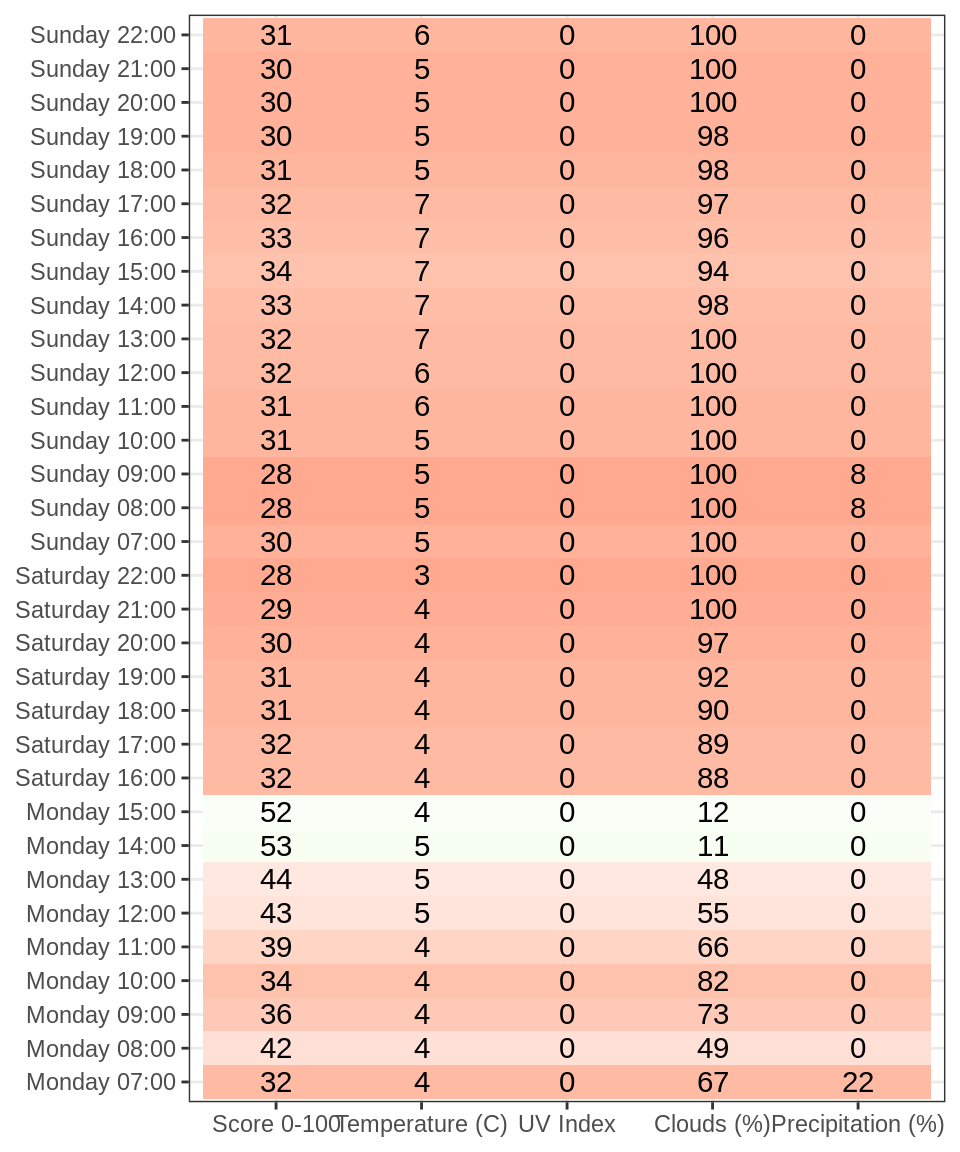 Sunday 22:00 31 6 0 100 0
Sunday 21:00 30 5 0 100 0
Sunday 20:00 30 5 0 100 0
Sunday 19:00 30 5 0 98 0
Sunday 18:00 31 5 0 98 0
Sunday 17:00 32 7 0 97 0
Sunday 16:00 33 7 0 96 0
Sunday 15:00 34 7 0 94 0
Sunday 14:00 33 7 0 98 0
Sunday 13:00 32 7 0 100 0
Sunday 12:00 32 6 0 100 0
Sunday 11:00 31 6 0 100 0
Sunday 10:00 31 5 0 100 0
Sunday 09:00 28 5 0 100 8
Sunday 08:00 28 5 0 100 8
Sunday 07:00 30 5 0 100 0
Saturday 22:00 28 3 0 100 0
Saturday 21:00 29 4 0 100 0
Saturday 20:00 30 4 0 97 0
Saturday 19:00 31 4 0 92 0
Saturday 18:00 31 4 0 90 0
Saturday 17:00 32 4 0 89 0
Saturday 16:00 32 4 0 88 0
Monday 15:00 52 4 0 12 0
Monday 14:00 53 5 0 11 0
Monday 13:00 44 5 0 48 0
Monday 12:00 43 5 0 55 0
Monday 11:00 39 4 0 66 0
Monday 10:00 34 4 0 82 0
Monday 09:00 36 4 0 73 0
Monday 08:00 42 4 0 49 0
Monday 07:00 32 4 0 67 22
Score 0-100 Temperature (C) UV Index Clouds (%) Precipitation (%)